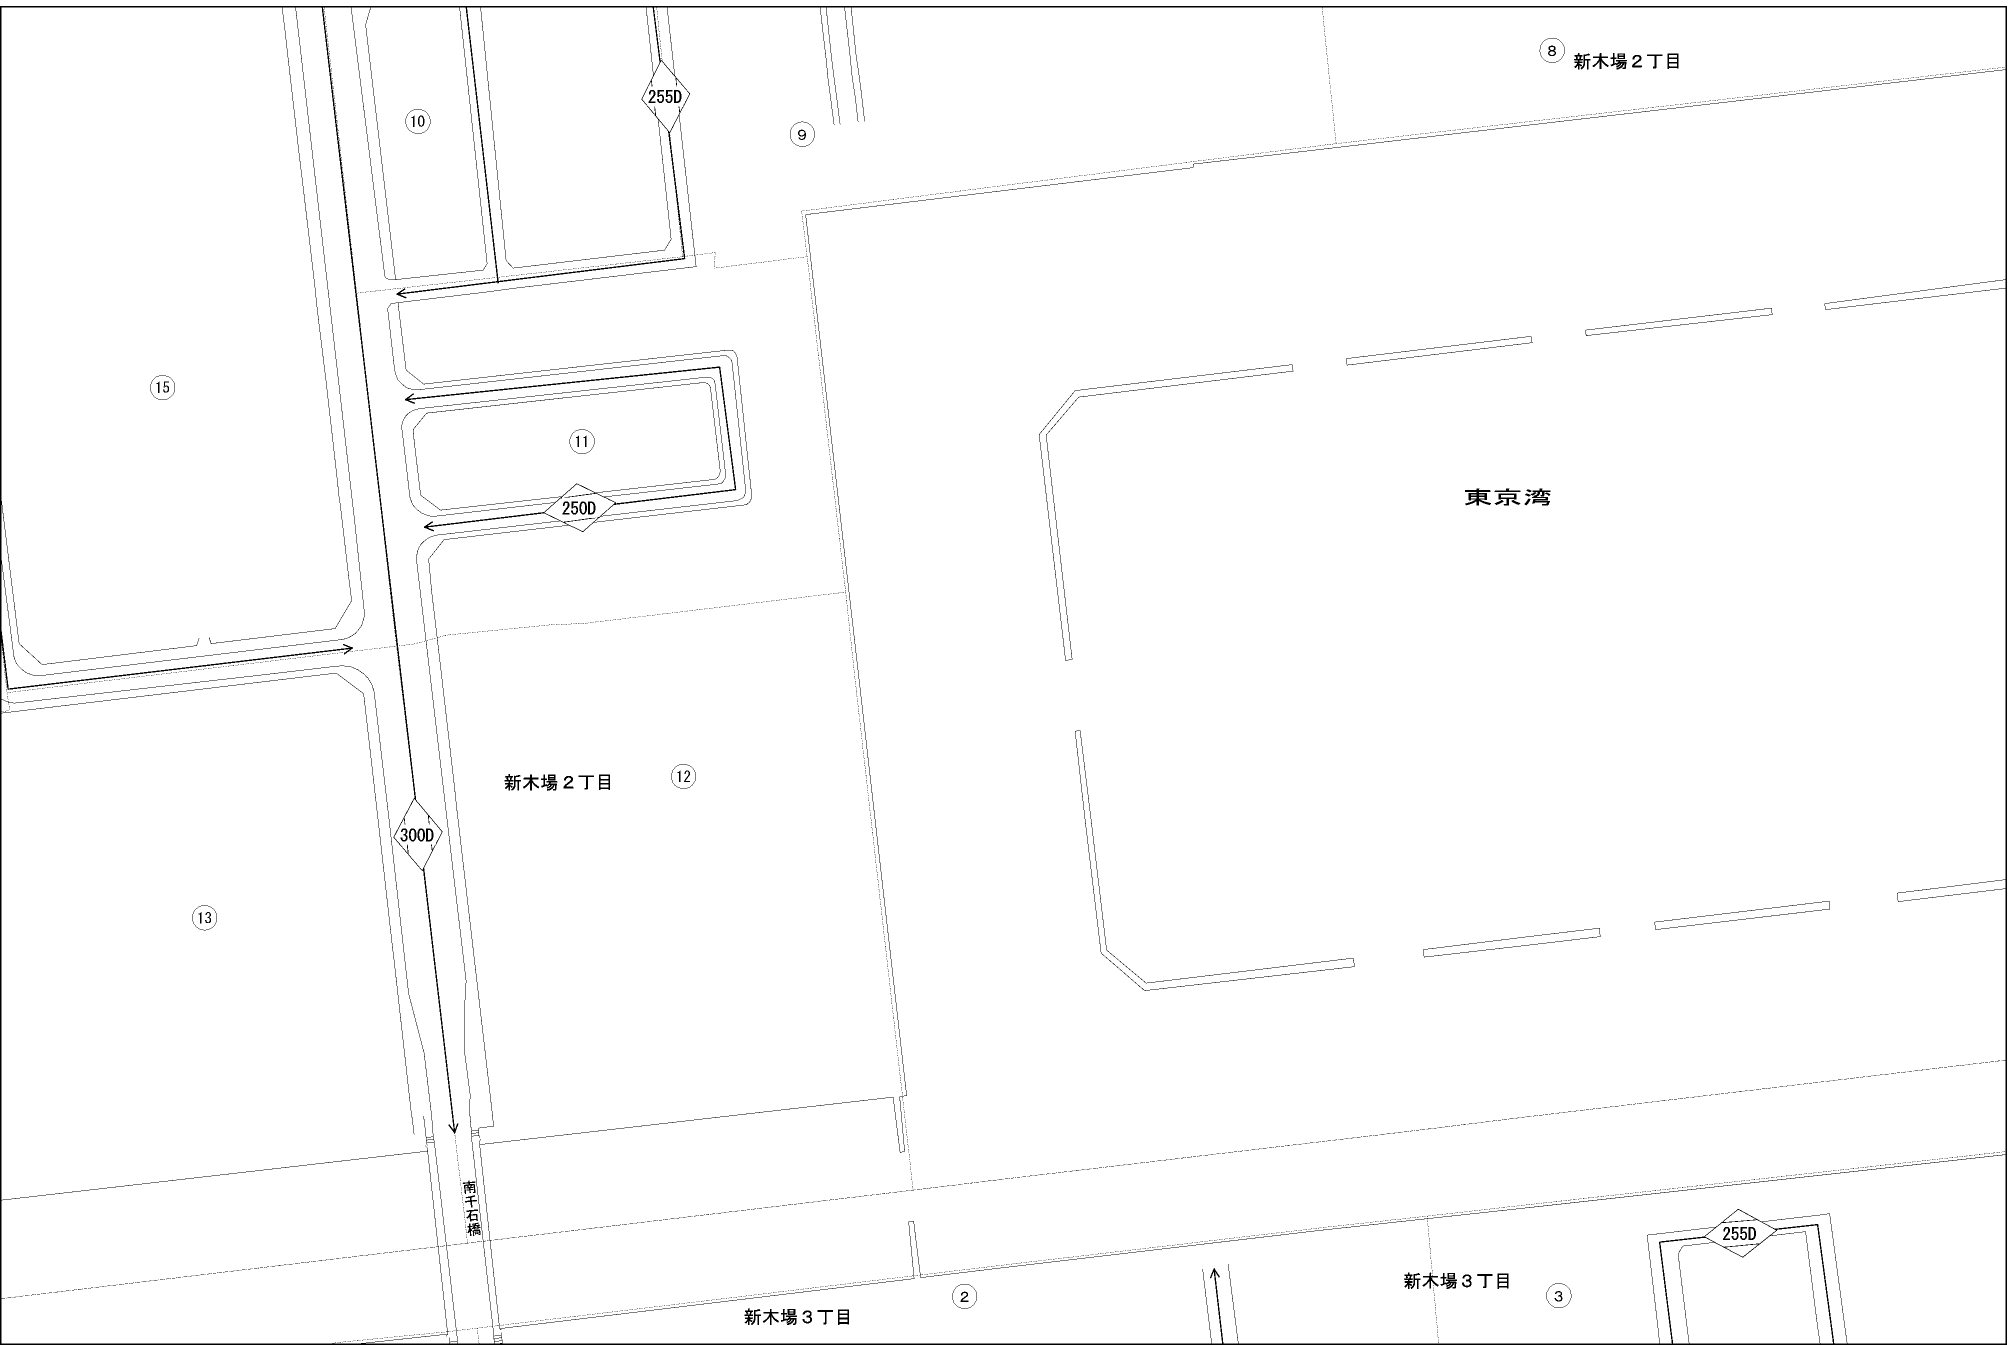 ⑧ 新木場２丁目
255D
⑩
⑨
⑮
⑪
東京湾
250D
新木場２丁目 ⑫
300D
⑬
南千石橋
255D
新木場３丁目 ③
②
新木場３丁目